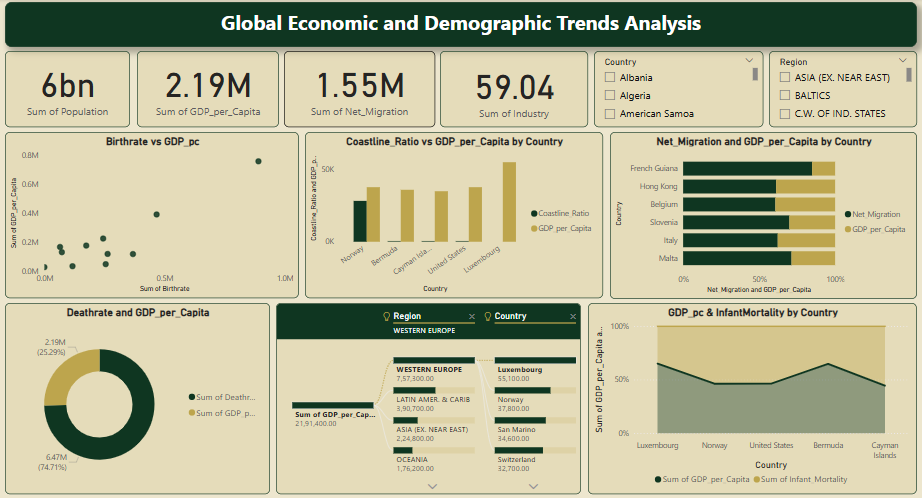 Global Economic and Demographic Trends Analysis
6bn
Sum of Population
2.19M
Sum of GDP_per_Capita
1.55M
Sum of Net_Migration
59.04
Sum of Industry
Country
Albania
Algeria
American Samoa
Region
ASIA (EX. NEAR EAST)
BALTICS
C.W. OF IND. STATES
Birthrate vs GDP_pc
Sum of GDP_per_Capita
0.8M
0.6M
0.4M
0.2M
0.0M
0.0M 0.5M 1.0M
Sum of Birthrate
Coastline_Ratio vs GDP_per_Capita by Country
Coastline_Ratio and GDP_p...
50K
0K
Norway
Bermuda
Cayman Isla...
United States
Luxembourg
Country
Coastline_Ratio
GDP_per_Capita
Net_Migration and GDP_per_Capita by Country
Country
French Guiana
Hong Kong
Belgium
Slovenia
Italy
Malta
0% 50% 100%
Net_Migration and GDP_per_Capita
Net_Migration
GDP_per_Capita
Deathrate and GDP_per_Capita
2.19M
(25.29%)
6.47M
(74.71%)
Sum of Deathr...
Sum of GDP_p...
Region
WESTERN EUROPE
Country
Sum of GDP_per_Cap...
21,91,400.00
WESTERN EUROPE
7,57,300.00
LATIN AMER. & CARIB
3,90,700.00
ASIA (EX. NEAR EAST)
2,24,800.00
OCEANIA
1,76,200.00
Luxembourg
55,100.00
Norway
37,800.00
San Marino
34,600.00
Switzerland
32,700.00
GDP_pc & InfantMortality by Country
Sum of GDP_per_Capita a...
100%
50%
0%
Luxembourg
Norway
United States
Bermuda
Cayman
Islands
Country
Sum of GDP_per_Capita
Sum of Infant_Mortality